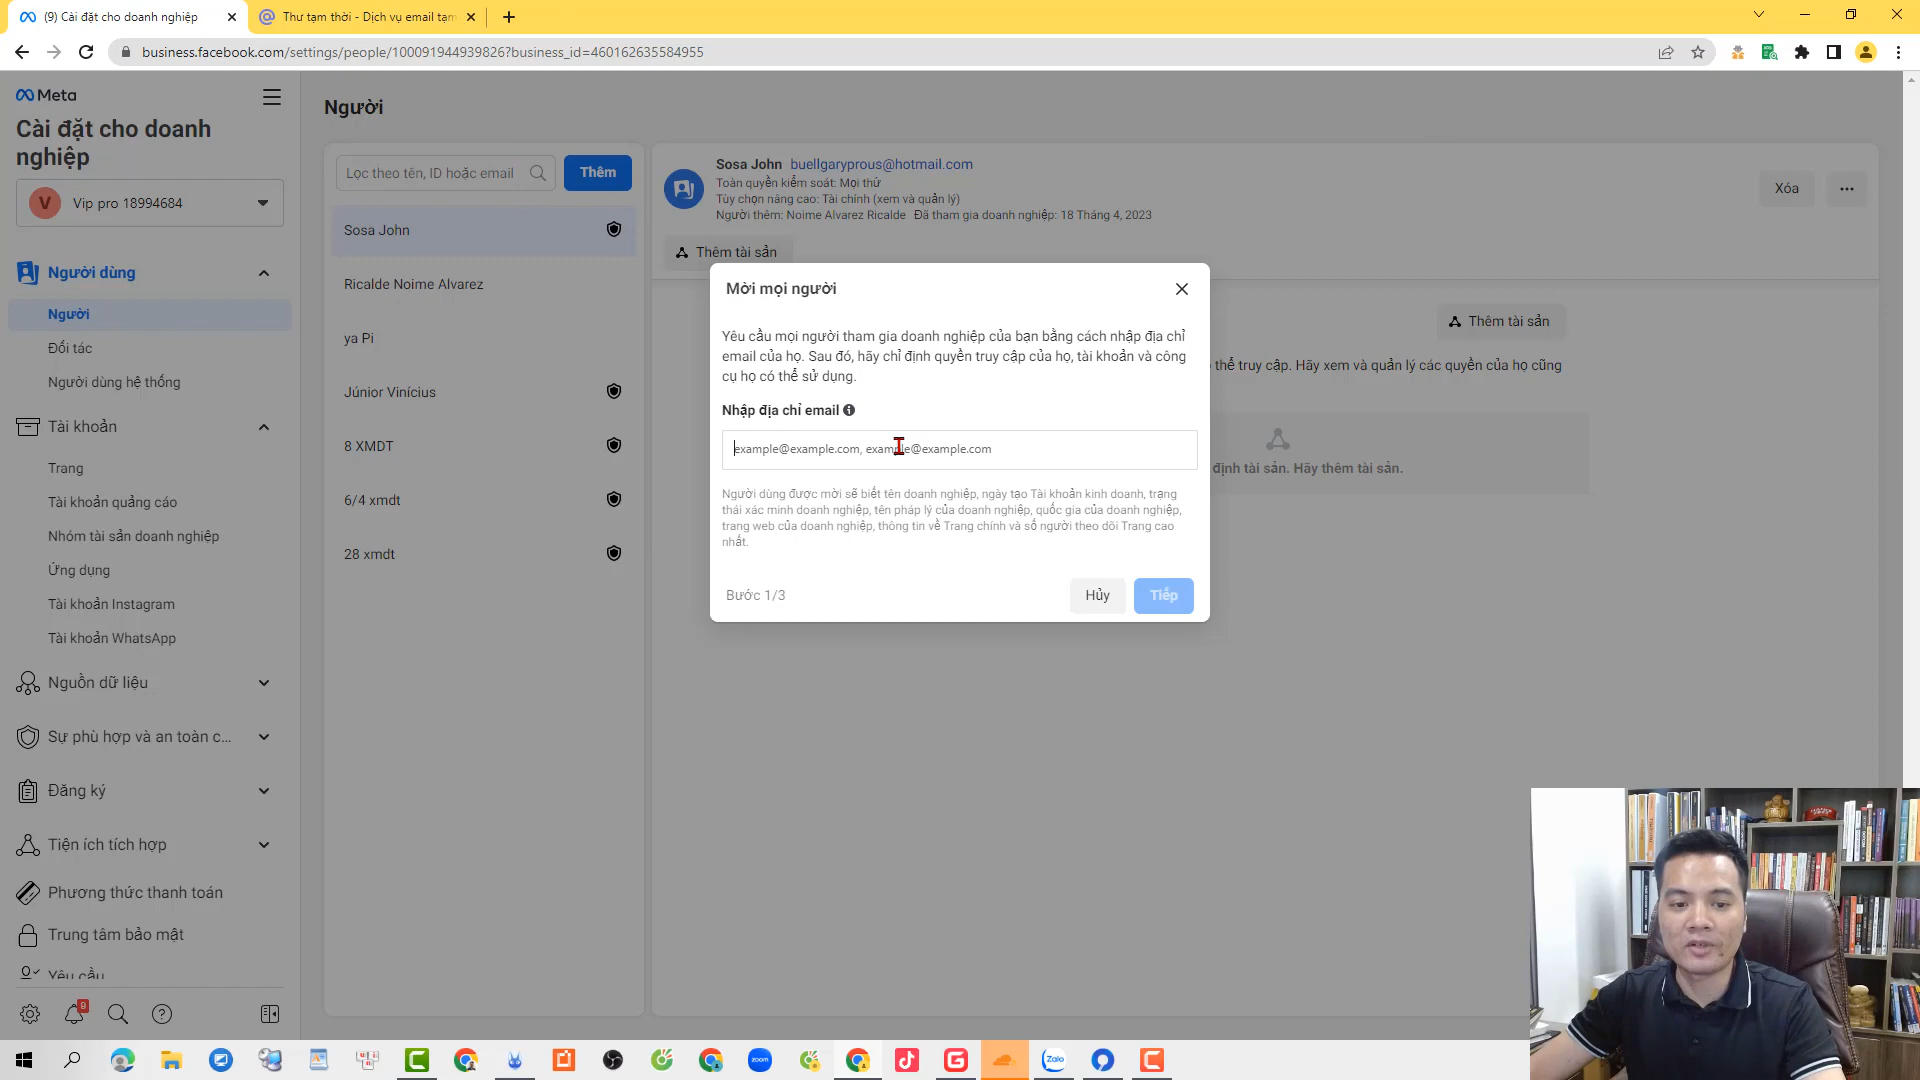 (9) Cài đặt cho doanh nghiệp
Thư tạm thời - Dịch vụ email tạm
business.facebook.com/settings/people/100091944939826?business_id=460162635584955
Meta
Cài đặt cho doanh
nghiệp
V
Vip pro 18994684
Người dùng
Người
Đối tác
Người dùng hệ thống
Tài khoản
Trang
Tài khoản quảng cáo
Nhóm tài sản doanh nghiệp
Ứng dụng
Tài khoản Instagram
Tài khoản WhatsApp
Nguồn dữ liệu
Sự phù hợp và an toàn c...
Đăng ký
Tiện ích tích hợp
Phương thức thanh toán
Trung tâm bảo mật
Yêu cầu
9
Người
Lọc theo tên, ID hoặc email
Thêm
Sosa John
Ricalde Noime Alvarez
ya Pi
Júnior Vinícius
8 XMDT
6/4 xmdt
28 xmdt
Sosa John buellgaryprous@hotmail.com
Toàn quyền kiểm soát: Mọi thứ
Tùy chọn nâng cao: Tài chính (xem và quản lý)
Người thêm: Noime Alvarez Ricalde Đã tham gia doanh nghiệp: 18 Tháng 4, 2023
Xóa
Thêm tài sản
Thêm tài sản
thể truy cập. Hãy xem và quản lý các quyền của họ cũng
định tài sản. Hãy thêm tài sản.
Mời mọi người
Yêu cầu mọi người tham gia doanh nghiệp của bạn bằng cách nhập địa chỉ
email của họ. Sau đó, hãy chỉ định quyền truy cập của họ, tài khoản và công
cụ họ có thể sử dụng.
Nhập địa chỉ email
example@example.com, example@example.com
Người dùng được mời sẽ biết tên doanh nghiệp, ngày tạo Tài khoản kinh doanh, trạng
thái xác minh doanh nghiệp, tên pháp lý của doanh nghiệp, quốc gia của doanh nghiệp,
trang web của doanh nghiệp, thông tin về Trang chính và số người theo dõi Trang cao
nhất.
Bước 1/3
Hủy
Tiếp
zoom
Zalo